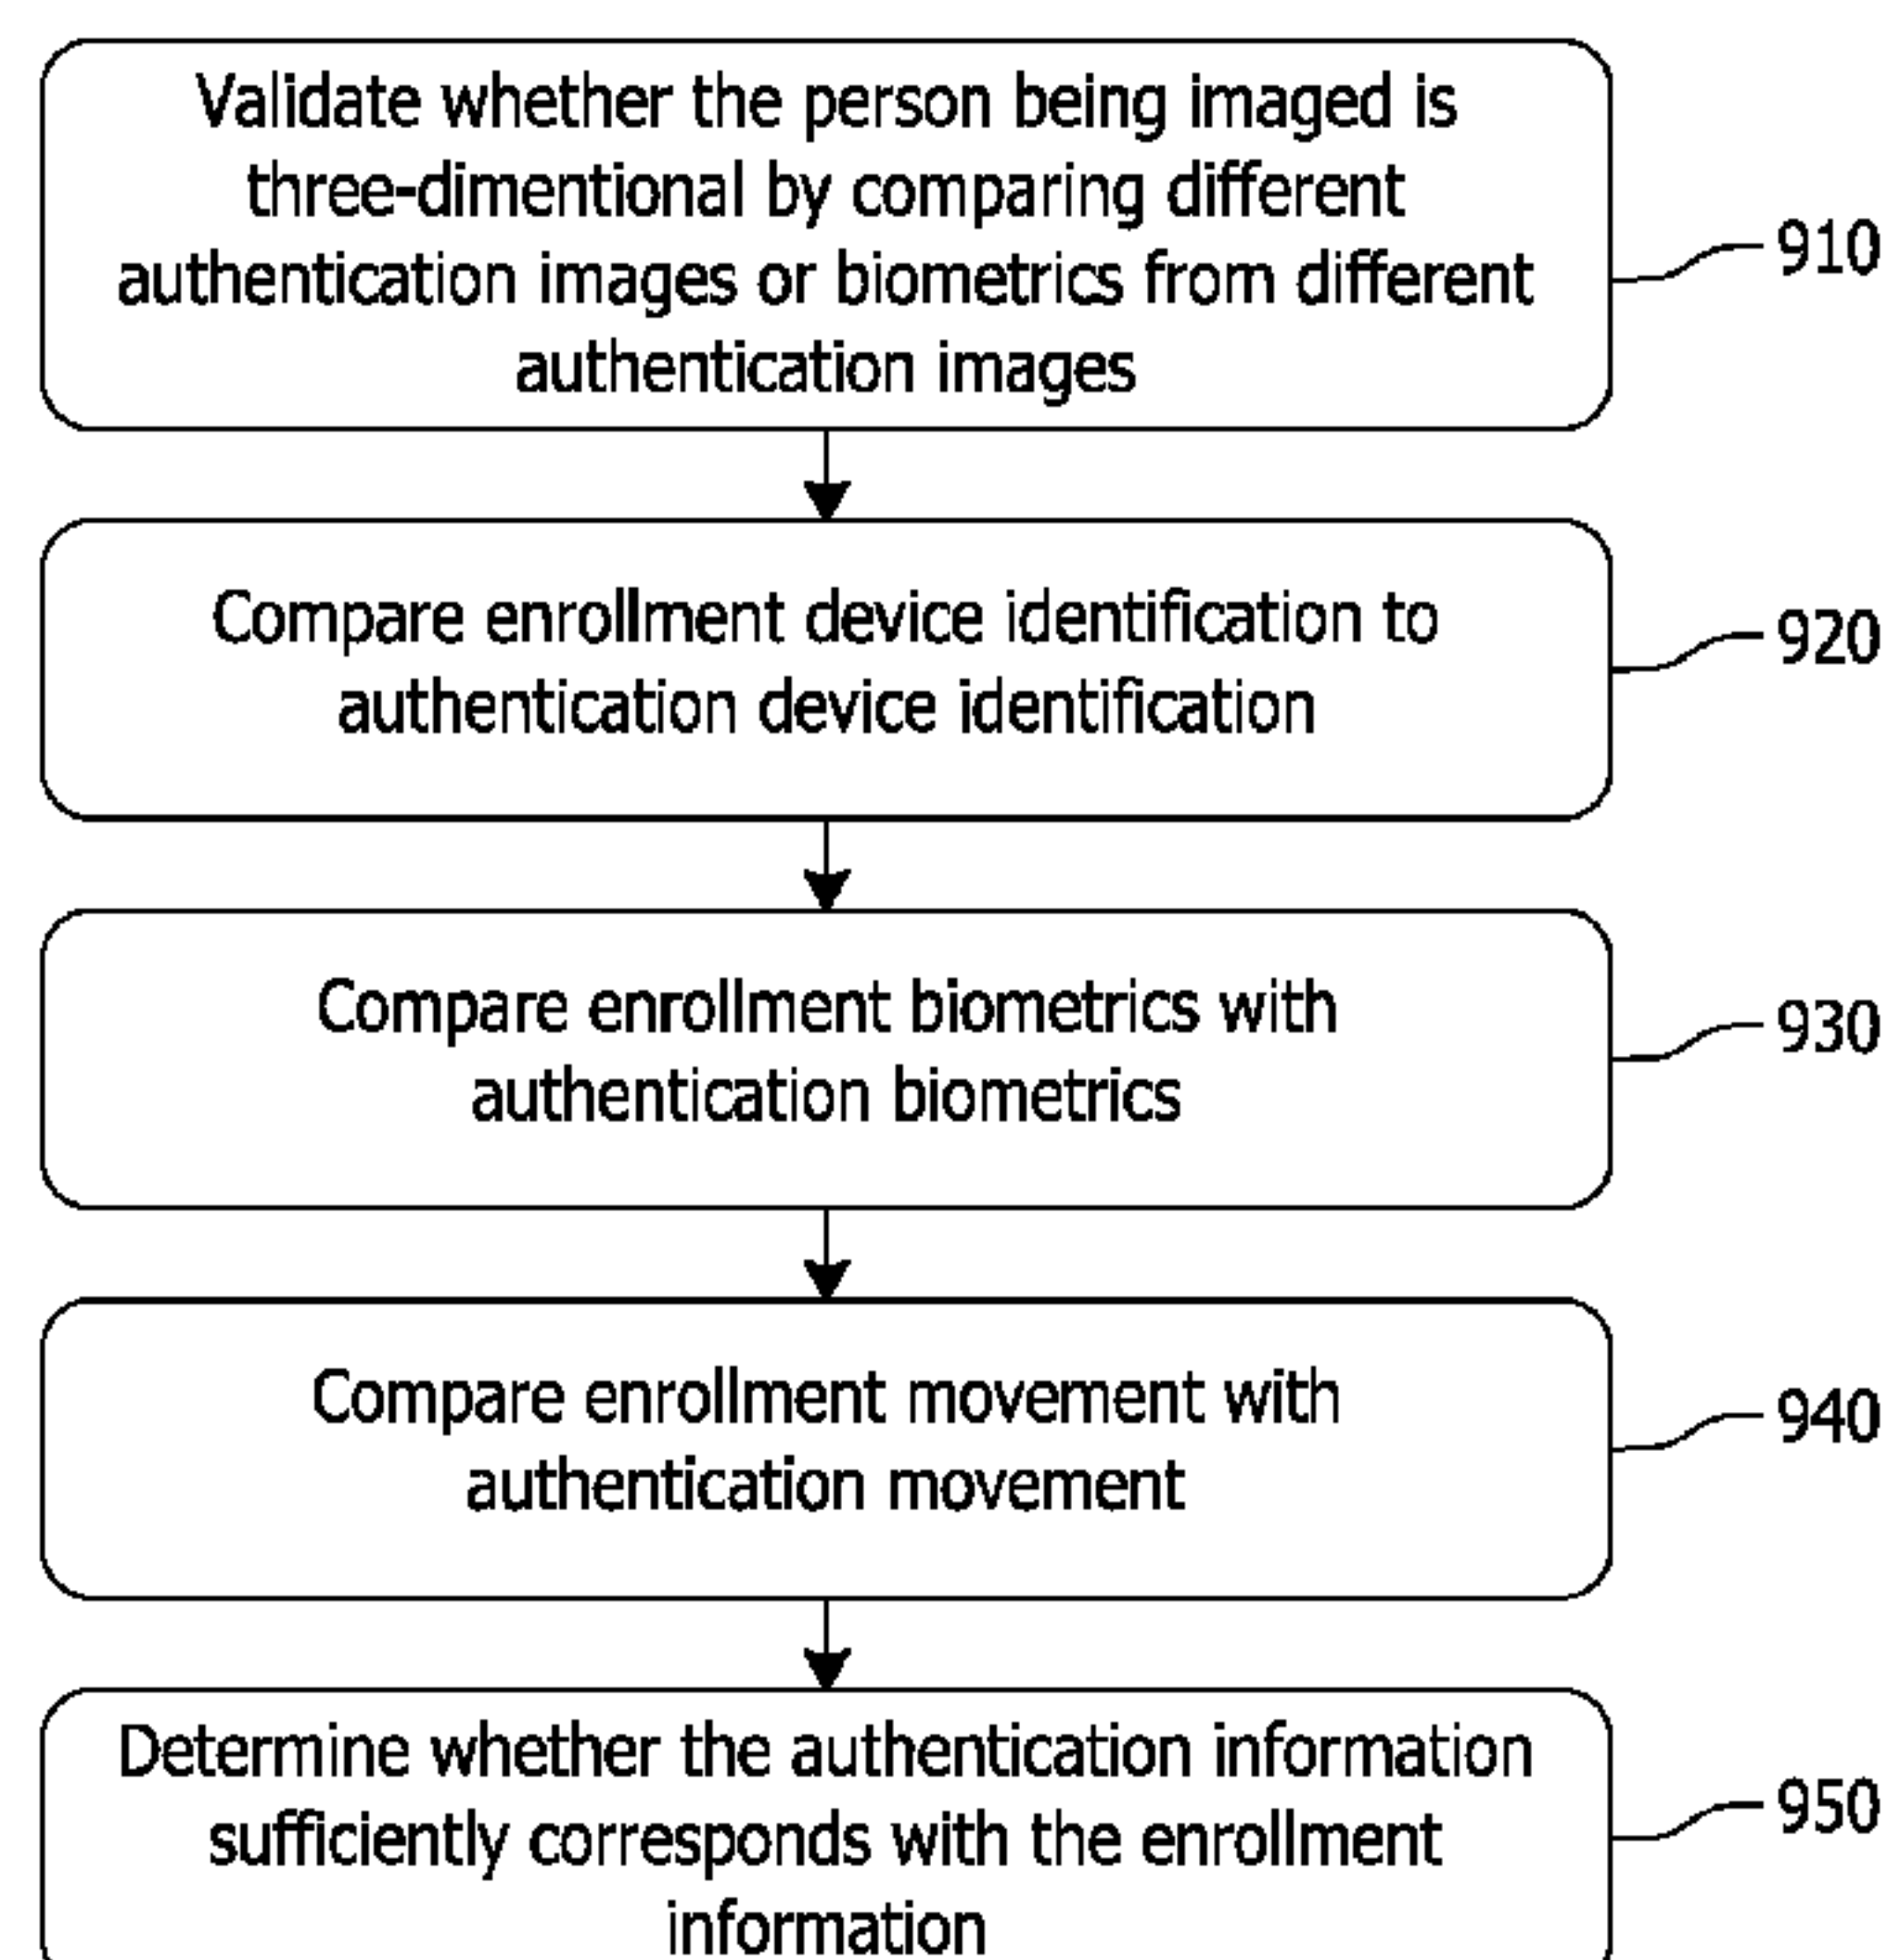 Validate whether the person being imaged is
three-dimentional by comparing different
authentication images or biometrics from different
authentication images
910
Compare enrollment device identification to
authentication device identification
920
Compare enrollment biometrics with
authentication biometrics
930
Compare enrollment movement with
authentication movement
940
Determine whether the authentication information
sufficiently corresponds with the enrollment
information
950